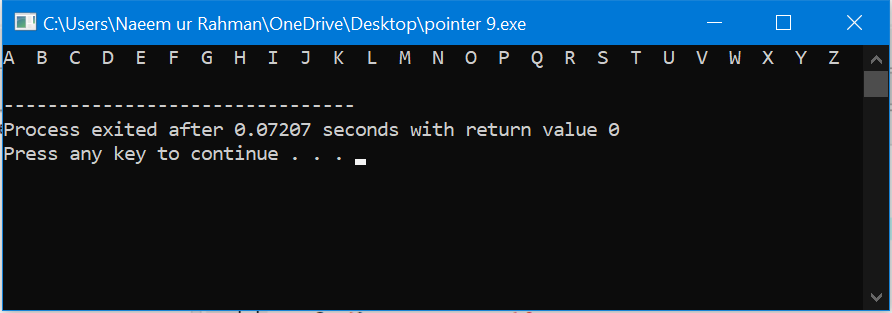 C:\Users\Naeem ur Rahman\OneDrive\Desktop\pointer 9.exe
A  B  C  D  E  F  G  H  I  J  K  L  M  N  O  P  Q  R  S  T  U  V  W  X  Y  Z
--------------------------------
Process exited after 0.07207 seconds with return value 0
Press any key to continue . . .